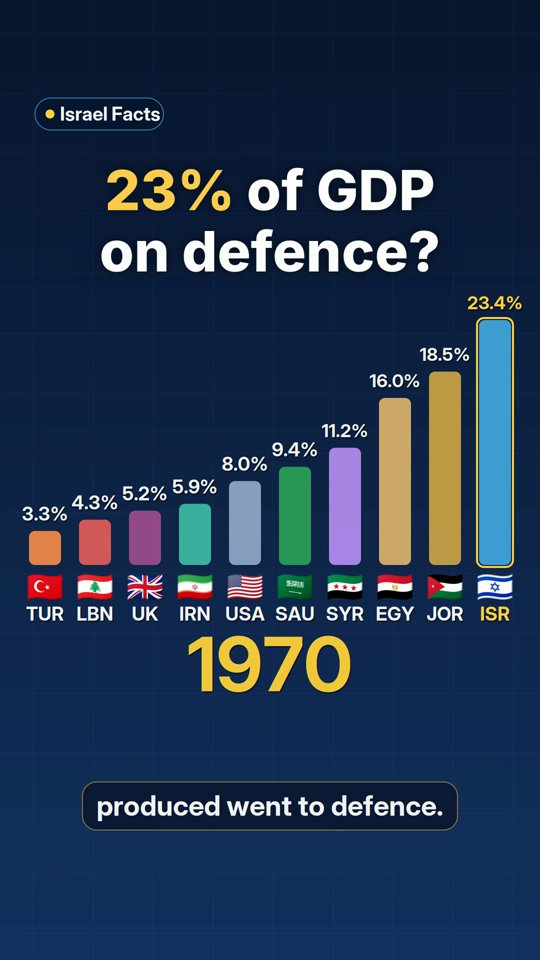 Israel Facts
23% of GDP
on defence?
23.4%
18.5%
16.0%
11.2%
9.4%
8.0%
5.9%
5.2%
4.3%
3.3%
TUR LBN UK IRN USA SAU SYR EGY JOR ISR
1970
produced went to defence.